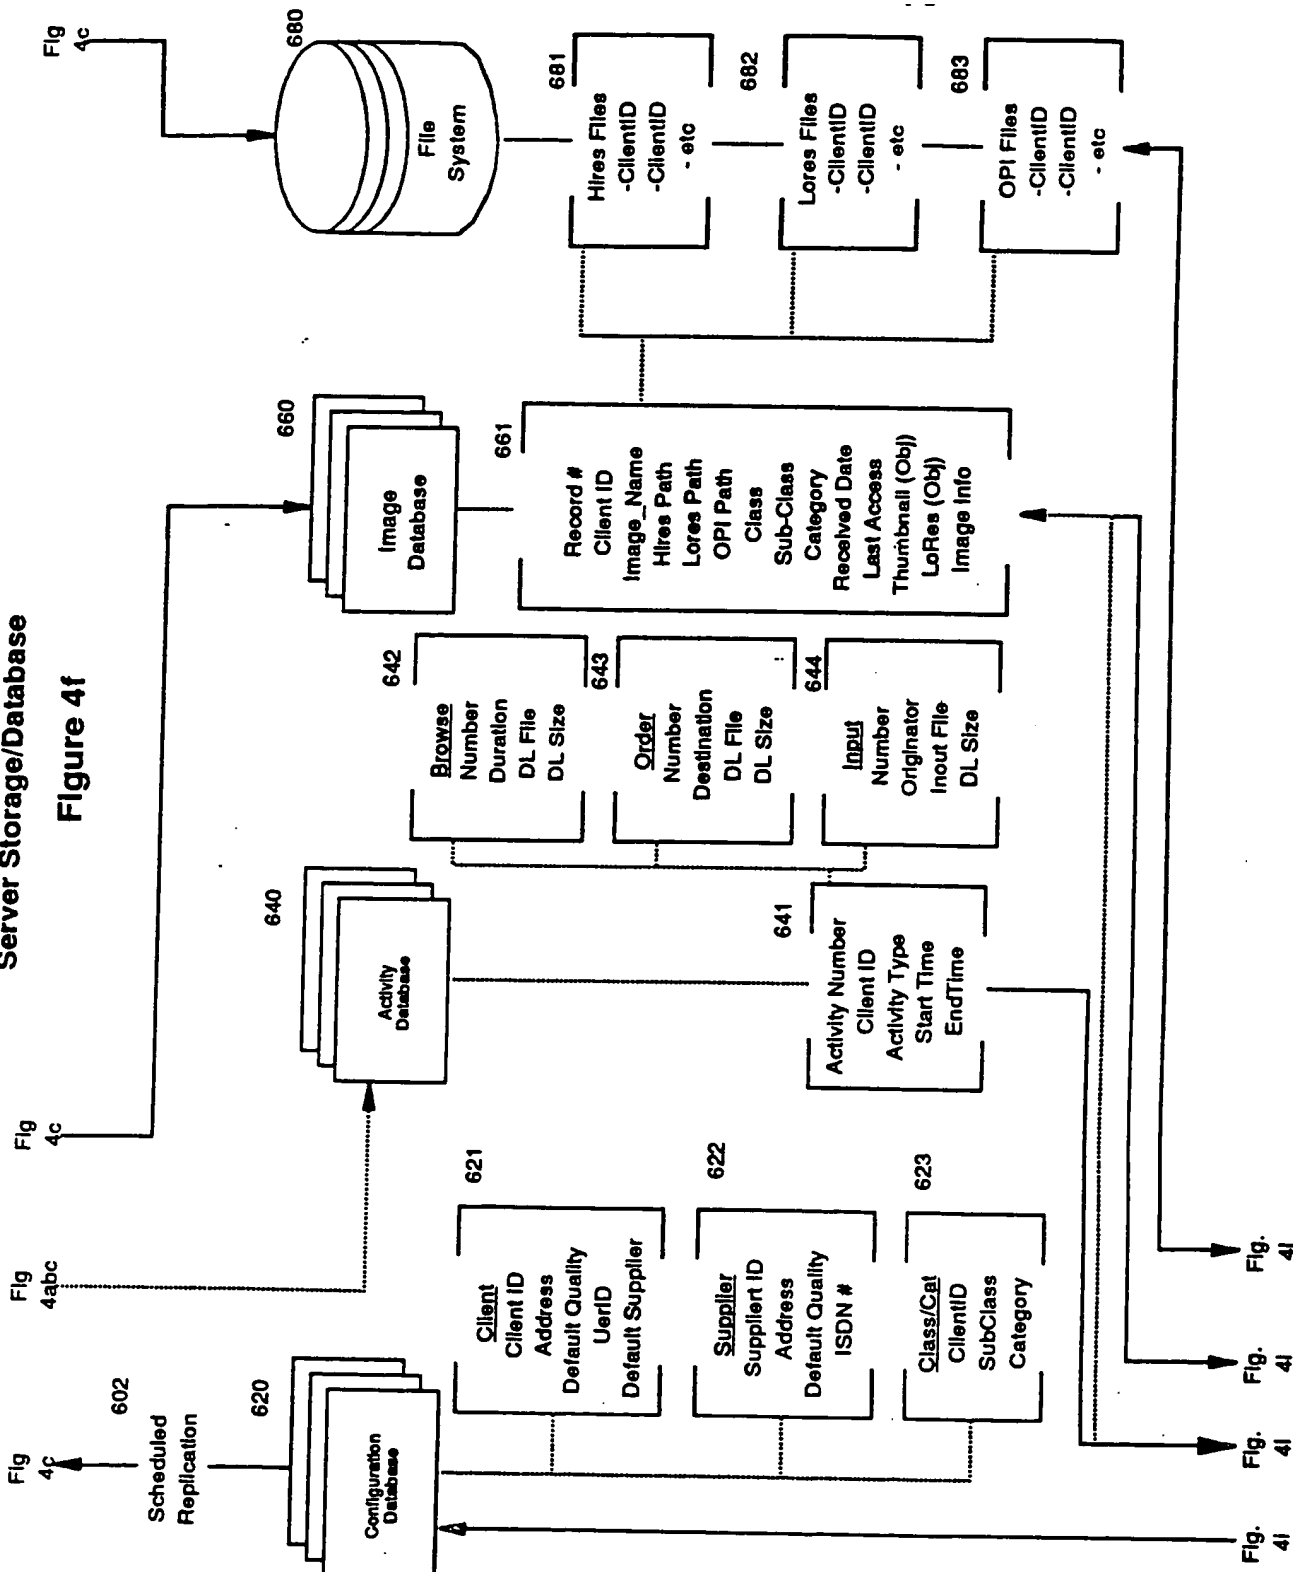 Server Storage/Database
Figure 4f
Fig
4c
602
Scheduled
Replication
620
Configuration
Database
621
Client
Client ID
Address
Default Quality
UerID
Default Supplier
622
Supplier
Suppliert ID
Address
Default Quality
ISDN #
623
Class/Cat
ClientID
SubClass
Category
Fig
4abc
640
Activity
Database
641
Activity Number
Client ID
Activity Type
Start Time
EndTime
642
Browse
Number
Duration
DL File
DL Size
643
Order
Number
Destination
DL File
DL Size
644
Input
Number
Originator
Inout File
DL Size
Fig
4c
660
Image
Database
661
Record #
Client ID
Image_Name
Hires Path
Lores Path
OPI Path
Class
Sub-Class
Category
Received Date
Last Access
Thumbnail (Obj)
LoRes (Obj)
Image Info
Fig
4c
680
File
System
681
Hires Files
-ClientID
-ClientID
- etc
682
Lores Files
-ClientID
-ClientID
- etc
683
OPI Files
-ClientID
-ClientID
- etc
Fig.
4i
Fig.
4i
Fig.
4i
Fig.
4i